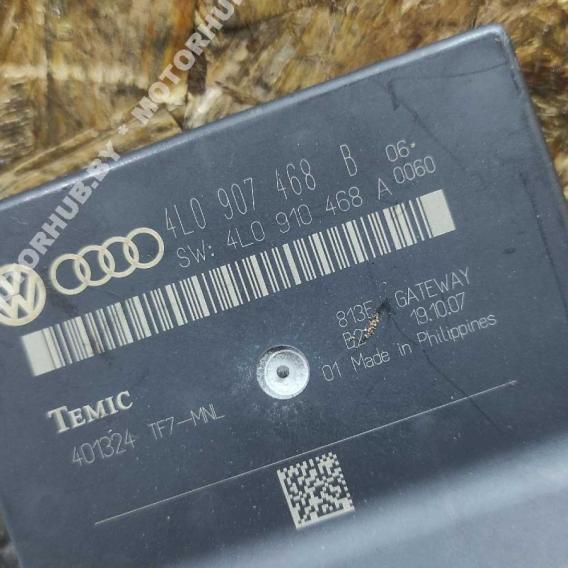 MOTORHUB.BY • MOTORHUB
4L0 907 468 B 06-
SW: 4L0 910 468 A 0060
GATEWAY
19.10.07
01 Made in Philippines
TEMIC
401324 TF7-MNL